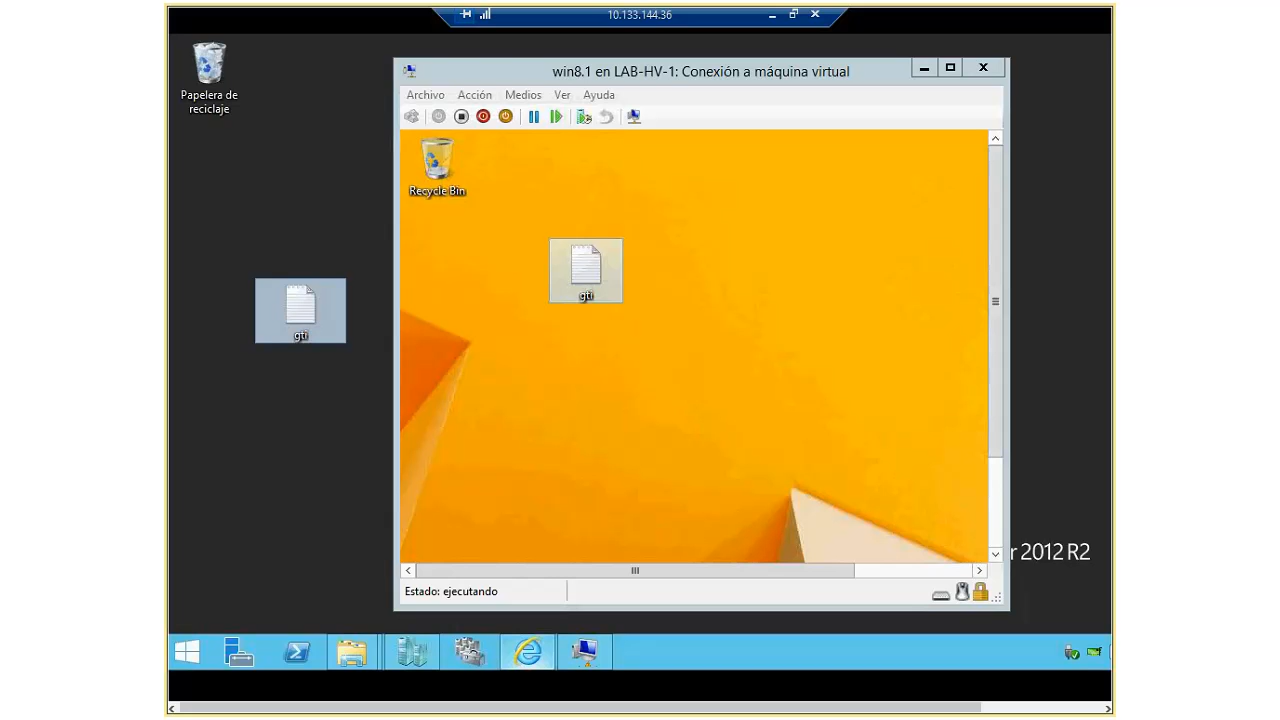 10.133.144.36
Papelera de
reciclaje
win8.1 en LAB-HV-1: Conexión a máquina virtual
Archivo Acción Medios Ver Ayuda
Recycle Bin
gti
gti
r 2012 R2
Estado: ejecutando